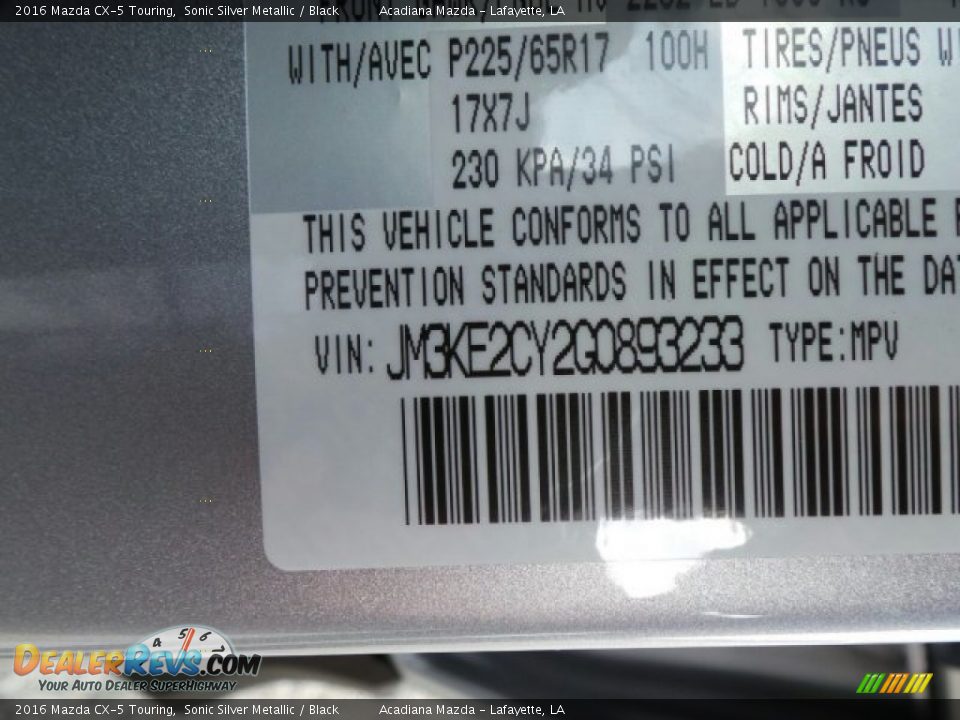 2016 Mazda CX-5 Touring, Sonic Silver Metallic / Black Acadiana Mazda - Lafayette, LA
WITH/AVEC P225/65R17 100H TIRES/PNEUS
17X7J RIMS/JANTES
230 KPA/34 PSI COLD/A FROID
THIS VEHICLE CONFORMS TO ALL APPLICABLE
PREVENTION STANDARDS IN EFFECT ON THE
VIN: JM3KE2CY2G0893233 TYPE:MPV
4 5 6
DEALERREVS.COM
YOUR AUTO DEALER SUPERHIGHWAY
2016 Mazda CX-5 Touring, Sonic Silver Metallic / Black Acadiana Mazda - Lafayette, LA